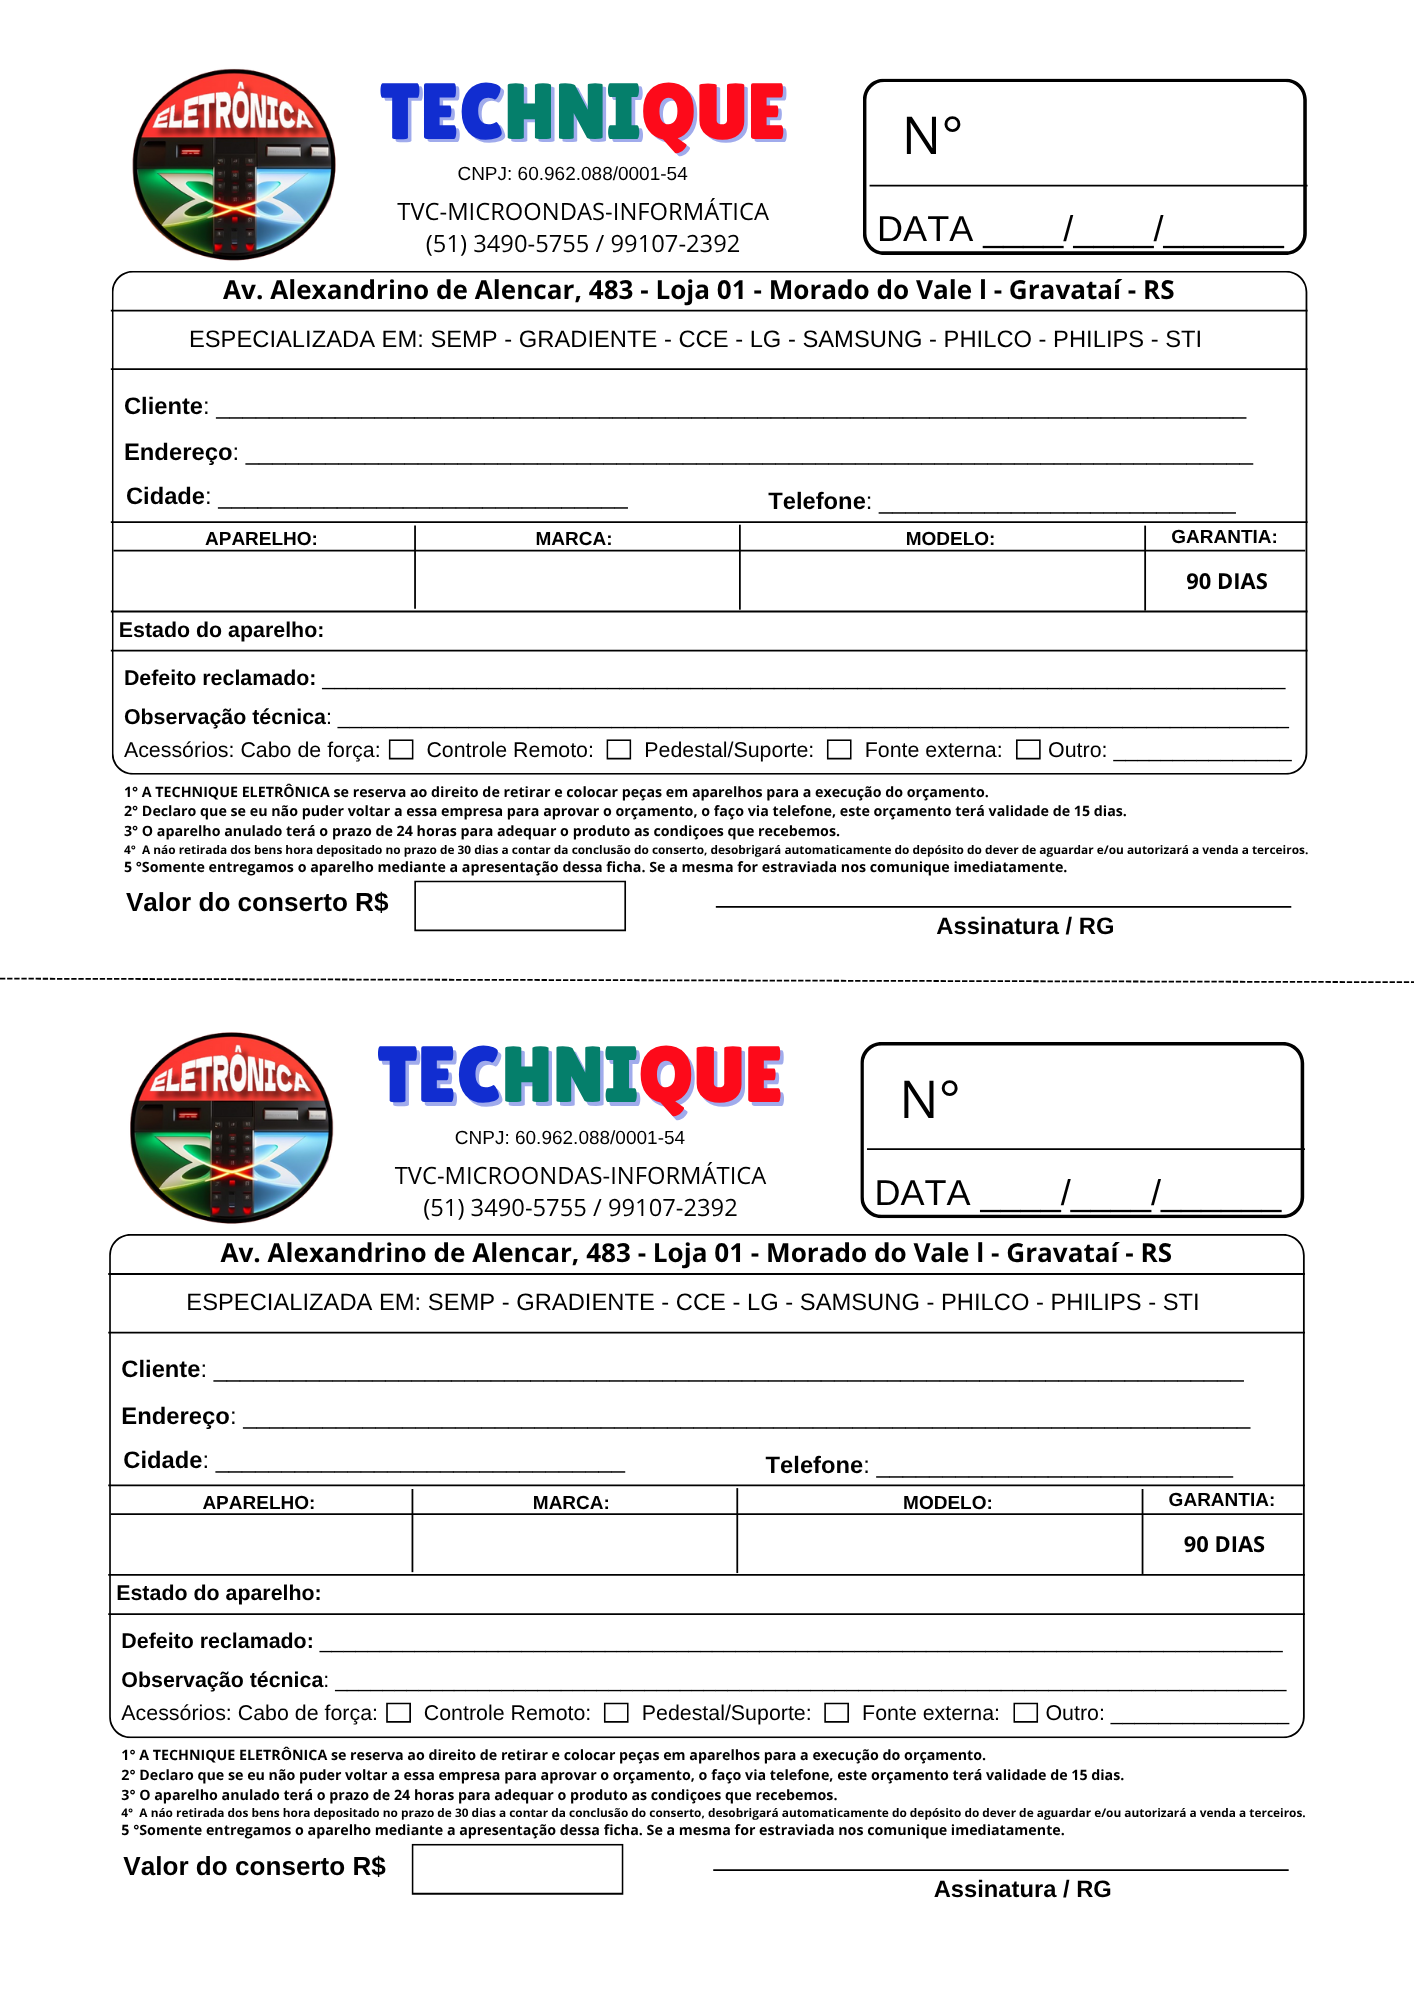 ELETRÔNICA
TECHNIQUE
CNPJ: 60.962.088/0001-54
TVC-MICROONDAS-INFORMÁTICA
(51) 3490-5755 / 99107-2392
N°
DATA ____/____/______
Av. Alexandrino de Alencar, 483 - Loja 01 - Morado do Vale l - Gravataí - RS
ESPECIALIZADA EM: SEMP - GRADIENTE - CCE - LG - SAMSUNG - PHILCO - PHILIPS - STI
Cliente: ____________________
Endereço: ____________________
Cidade: ____________________ Telefone: ____________________
APARELHO: MARCA: MODELO: GARANTIA:
90 DIAS
Estado do aparelho:
Defeito reclamado: ____________________
Observação técnica: ____________________
Acessórios: Cabo de força: Controle Remoto: Pedestal/Suporte: Fonte externa: Outro: _______________
1° A TECHNIQUE ELETRÔNICA se reserva ao direito de retirar e colocar peças em aparelhos para a execução do orçamento.
2° Declaro que se eu não puder voltar a essa empresa para aprovar o orçamento, o faço via telefone, este orçamento terá validade de 15 dias.
3° O aparelho anulado terá o prazo de 24 horas para adequar o produto as condiçoes que recebemos.
4° A náo retirada dos bens hora depositado no prazo de 30 dias a contar da conclusão do conserto, desobrigará automaticamente do depósito do dever de aguardar e/ou autorizará a venda a terceiros.
5 °Somente entregamos o aparelho mediante a apresentação dessa ficha. Se a mesma for estraviada nos comunique imediatamente.
Valor do conserto R$
Assinatura / RG
ELETRÔNICA
TECHNIQUE
CNPJ: 60.962.088/0001-54
TVC-MICROONDAS-INFORMÁTICA
(51) 3490-5755 / 99107-2392
N°
DATA ____/____/______
Av. Alexandrino de Alencar, 483 - Loja 01 - Morado do Vale l - Gravataí - RS
ESPECIALIZADA EM: SEMP - GRADIENTE - CCE - LG - SAMSUNG - PHILCO - PHILIPS - STI
Cliente: ____________________
Endereço: ____________________
Cidade: ____________________ Telefone: ____________________
APARELHO: MARCA: MODELO: GARANTIA:
90 DIAS
Estado do aparelho:
Defeito reclamado: ____________________
Observação técnica: ____________________
Acessórios: Cabo de força: Controle Remoto: Pedestal/Suporte: Fonte externa: Outro: _______________
1° A TECHNIQUE ELETRÔNICA se reserva ao direito de retirar e colocar peças em aparelhos para a execução do orçamento.
2° Declaro que se eu não puder voltar a essa empresa para aprovar o orçamento, o faço via telefone, este orçamento terá validade de 15 dias.
3° O aparelho anulado terá o prazo de 24 horas para adequar o produto as condiçoes que recebemos.
4° A náo retirada dos bens hora depositado no prazo de 30 dias a contar da conclusão do conserto, desobrigará automaticamente do depósito do dever de aguardar e/ou autorizará a venda a terceiros.
5 °Somente entregamos o aparelho mediante a apresentação dessa ficha. Se a mesma for estraviada nos comunique imediatamente.
Valor do conserto R$
Assinatura / RG